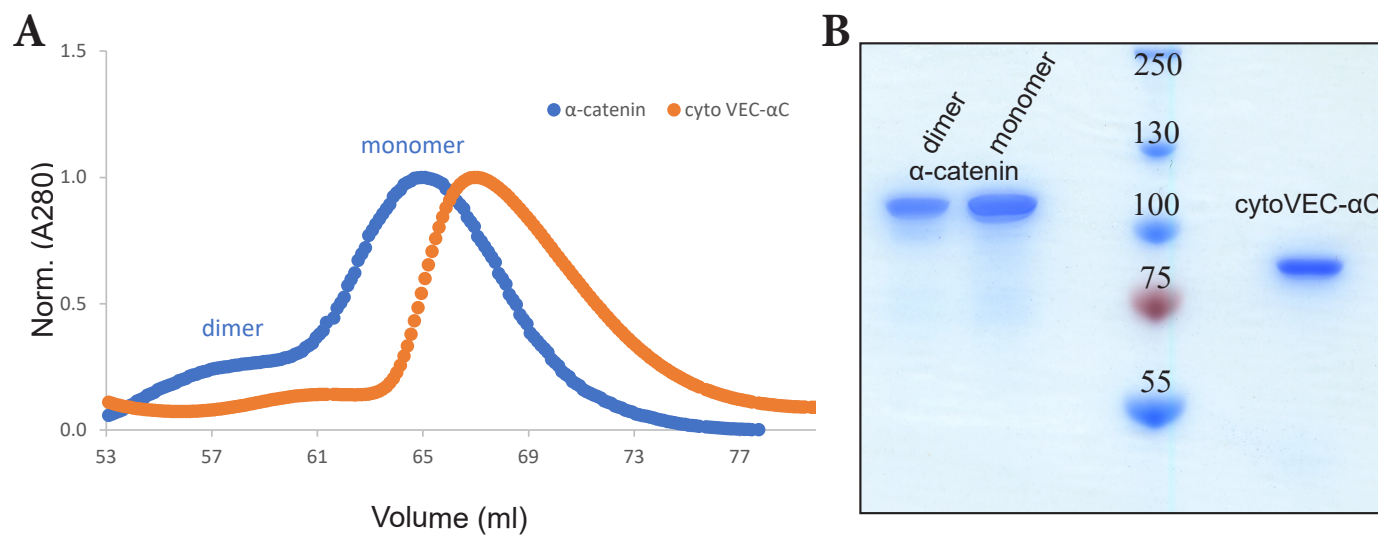 A
1.5
α-catenin
cyto VEC-αC
monomer
1.0
Norm. (A280)
0.5
dimer
0.0
53
57
61
65
69
73
77
Volume (ml)
B
dimer
monomer
α-catenin
250
130
100
cytoVEC-αC
75
55